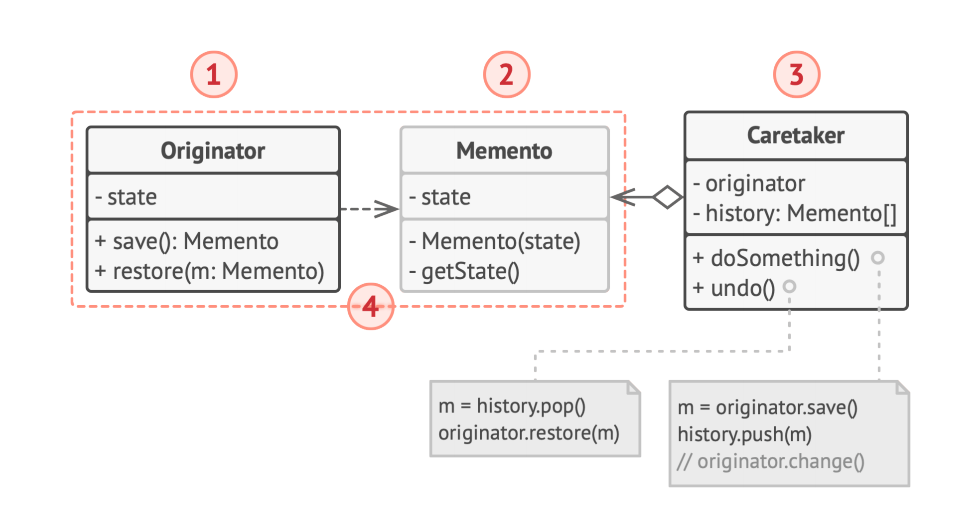 1
2
3
Originator
- state
+ save(): Memento
+ restore(m: Memento)
Memento
- state
- Memento(state)
- getState()
Caretaker
- originator
- history: Memento[]
+ doSomething()
+ undo()
4
m = history.pop()
originator.restore(m)
m = originator.save()
history.push(m)
// originator.change()